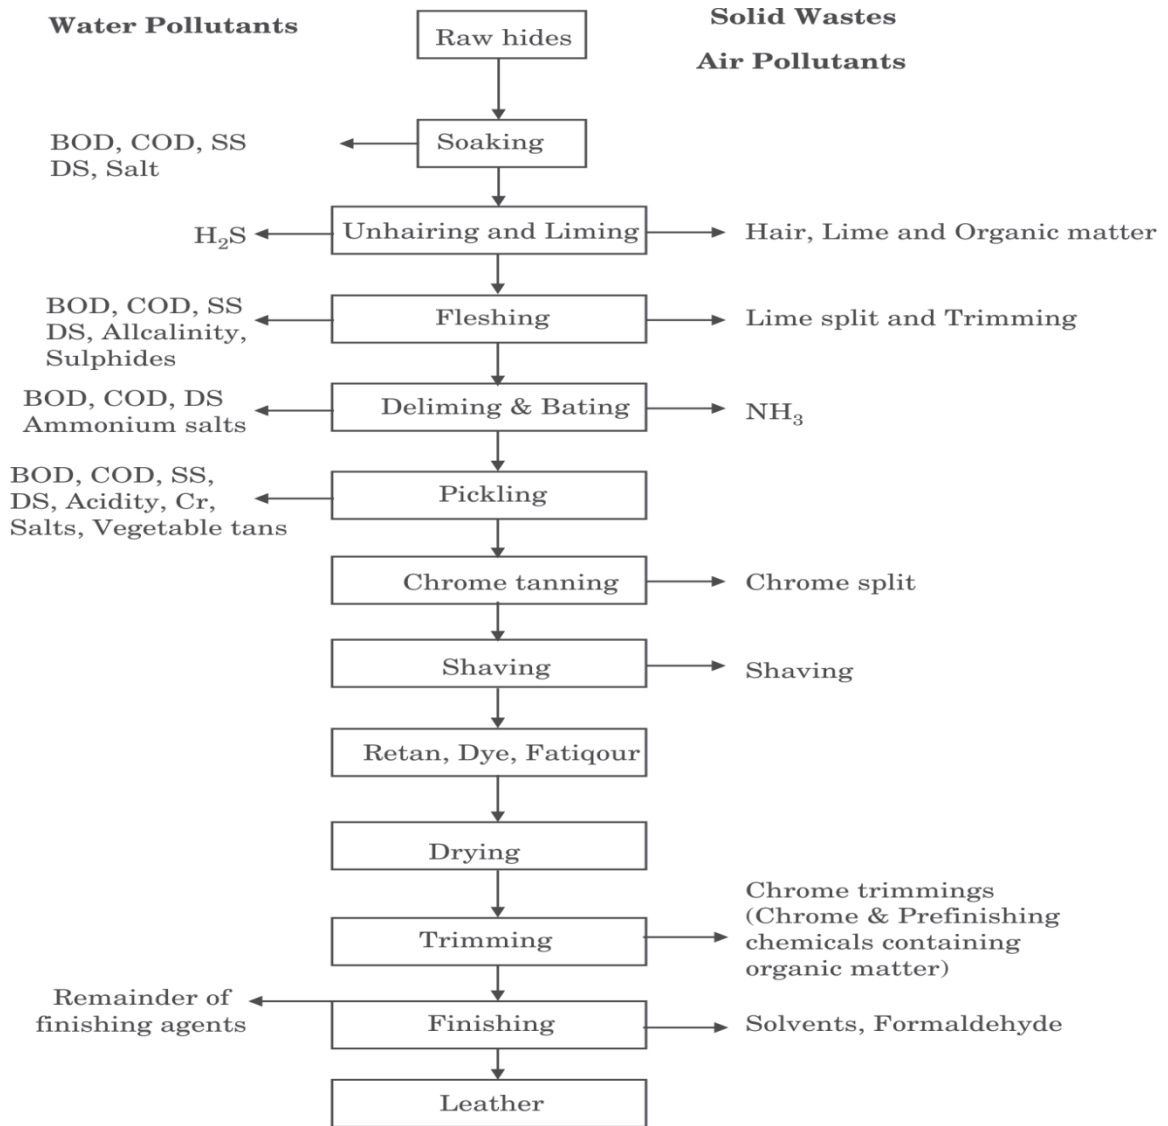 Water Pollutants
Raw hides
Solid Wastes
Air Pollutants
BOD, COD, SS
DS, Salt
Soaking
H₂S
Unhairing and Liming
Hair, Lime and Organic matter
BOD, COD, SS
DS, Allcalinity,
Sulphides
Fleshing
Lime split and Trimming
BOD, COD, DS
Ammonium salts
Deliming & Bating
NH₃
BOD, COD, SS,
DS, Acidity, Cr,
Salts, Vegetable tans
Pickling
Chrome tanning
Chrome split
Shaving
Shaving
Retan, Dye, Fatiqour
Drying
Trimming
Chrome trimmings
(Chrome & Prefinishing
chemicals containing
organic matter)
Remainder of
finishing agents
Finishing
Solvents, Formaldehyde
Leather